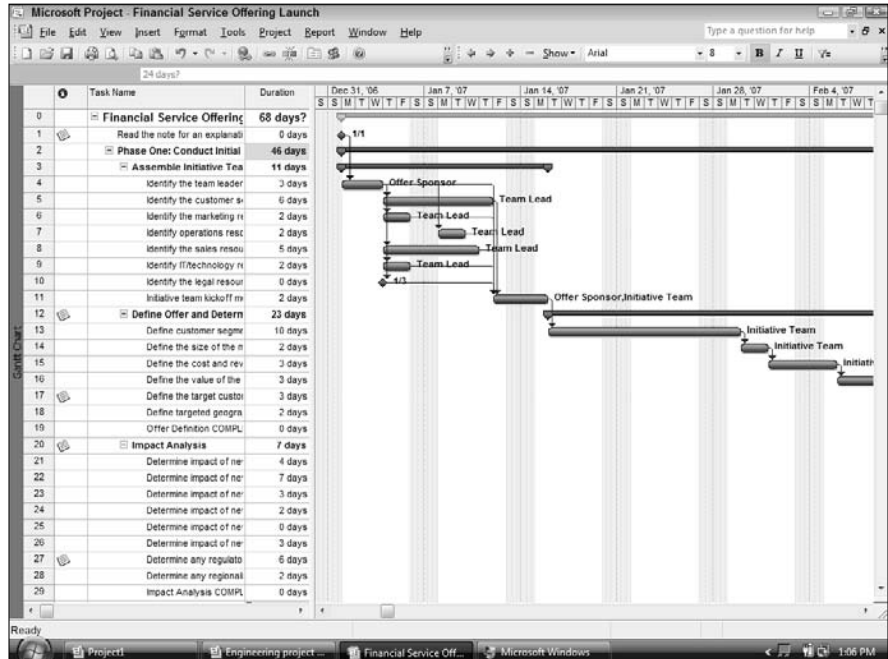 Microsoft Project - Financial Service Offering Launch
File Edit View Insert Format Tools Project Report Window Help
Type a question for help
Show Arial 8 B I U
24 days?
Task Name Duration
Dec 31, '06 Jan 7, '07 Jan 14, '07 Jan 21, '07 Jan 28, '07 Feb 4, '07
S S M T W T F S S M T W T F S S M T W T F S S M T W T F S S M T W T F S S M T W T
0 Financial Service Offering 68 days?
1 Read the note for an explanati 0 days 1/1
2 Phase One: Conduct Initial 46 days
3 Assemble Initiative Tea 11 days
4 Identify the team leader 3 days Offer Sponsor
5 Identify the customer s 6 days Team Lead
6 Identify the marketing re 2 days Team Lead
7 Identify operations resc 2 days Team Lead
8 Identify the sales resou 5 days Team Lead
9 Identify IT/technology re 2 days Team Lead
10 Identify the legal resour 0 days 1/3
11 Initiative team kickoff m 2 days Offer Sponsor,Initiative Team
12 Define Offer and Determ 23 days
13 Define customer segme 10 days Initiative Team
14 Define the size of the m 2 days Initiative Team
15 Define the cost and rev 3 days Initiati
16 Define the value of the 3 days
17 Define the target custor 3 days
18 Define targeted geogra 2 days
19 Offer Definition COMPL 0 days
20 Impact Analysis 7 days
21 Determine impact of ne 4 days
22 Determine impact of ne 7 days
23 Determine impact of ne 3 days
24 Determine impact of ne 2 days
25 Determine impact of ne 0 days
26 Determine impact of ne 3 days
27 Determine any regulato 6 days
28 Determine any regionali 2 days
29 Impact Analysis COMPL 0 days
Gantt Chart
Ready
Project1 Engineering project ... Financial Service Off... Microsoft Windows 1:06 PM